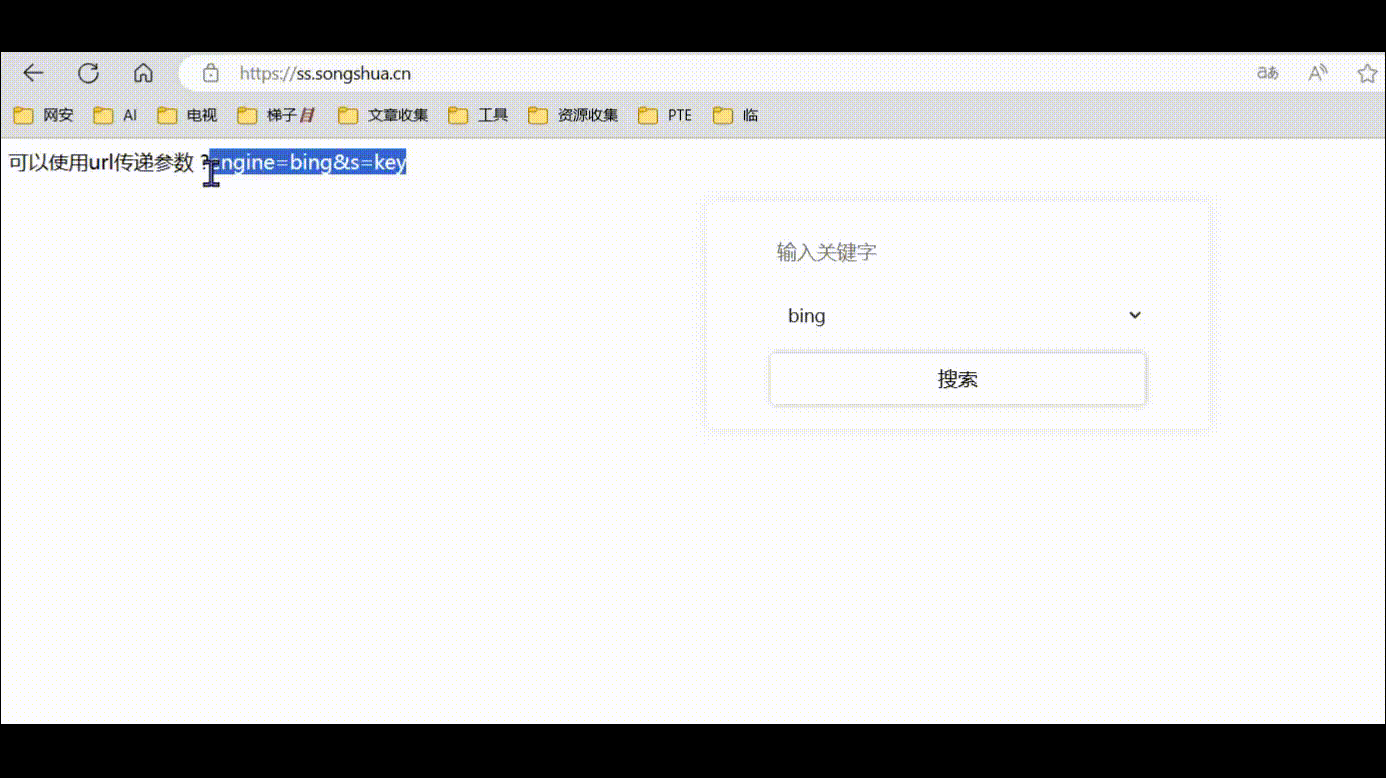 https://ss.songshua.cn
aあ A
网安 AI 电视 梯子 文章收集 工具 资源收集 PTE 临
可以使用url传递参数 ?engine=bing&s=key
输入关键字
bing
搜索